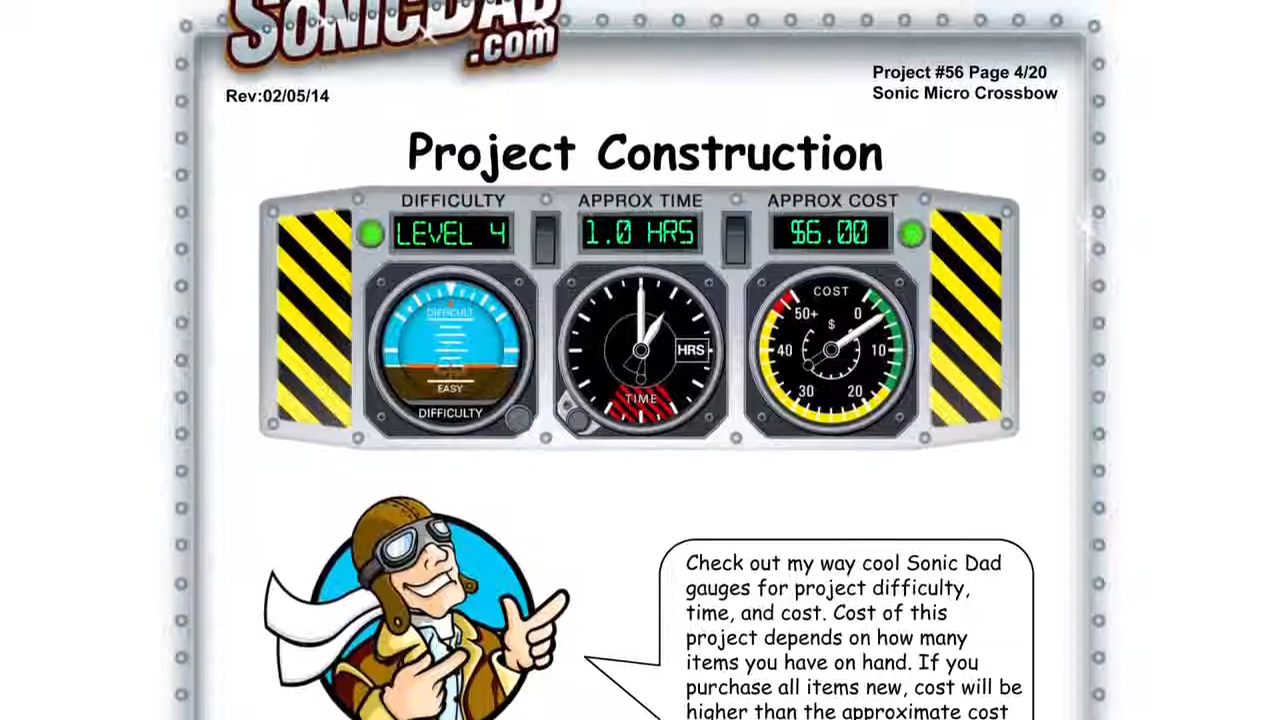 SONICDAD
.com
Project #56 Page 4/20
Sonic Micro Crossbow
Rev:02/05/14
Project Construction
DIFFICULTY
APPROX TIME
APPROX COST
LEVEL 4
1.0 HRS
$6.00
DIFFICULT
EASY
DIFFICULTY
HRS
TIME
COST
50+
0
$
40
10
30
20
Check out my way cool Sonic Dad
gauges for project difficulty,
time, and cost. Cost of this
project depends on how many
items you have on hand. If you
purchase all items new, cost will be
higher than the approximate cost